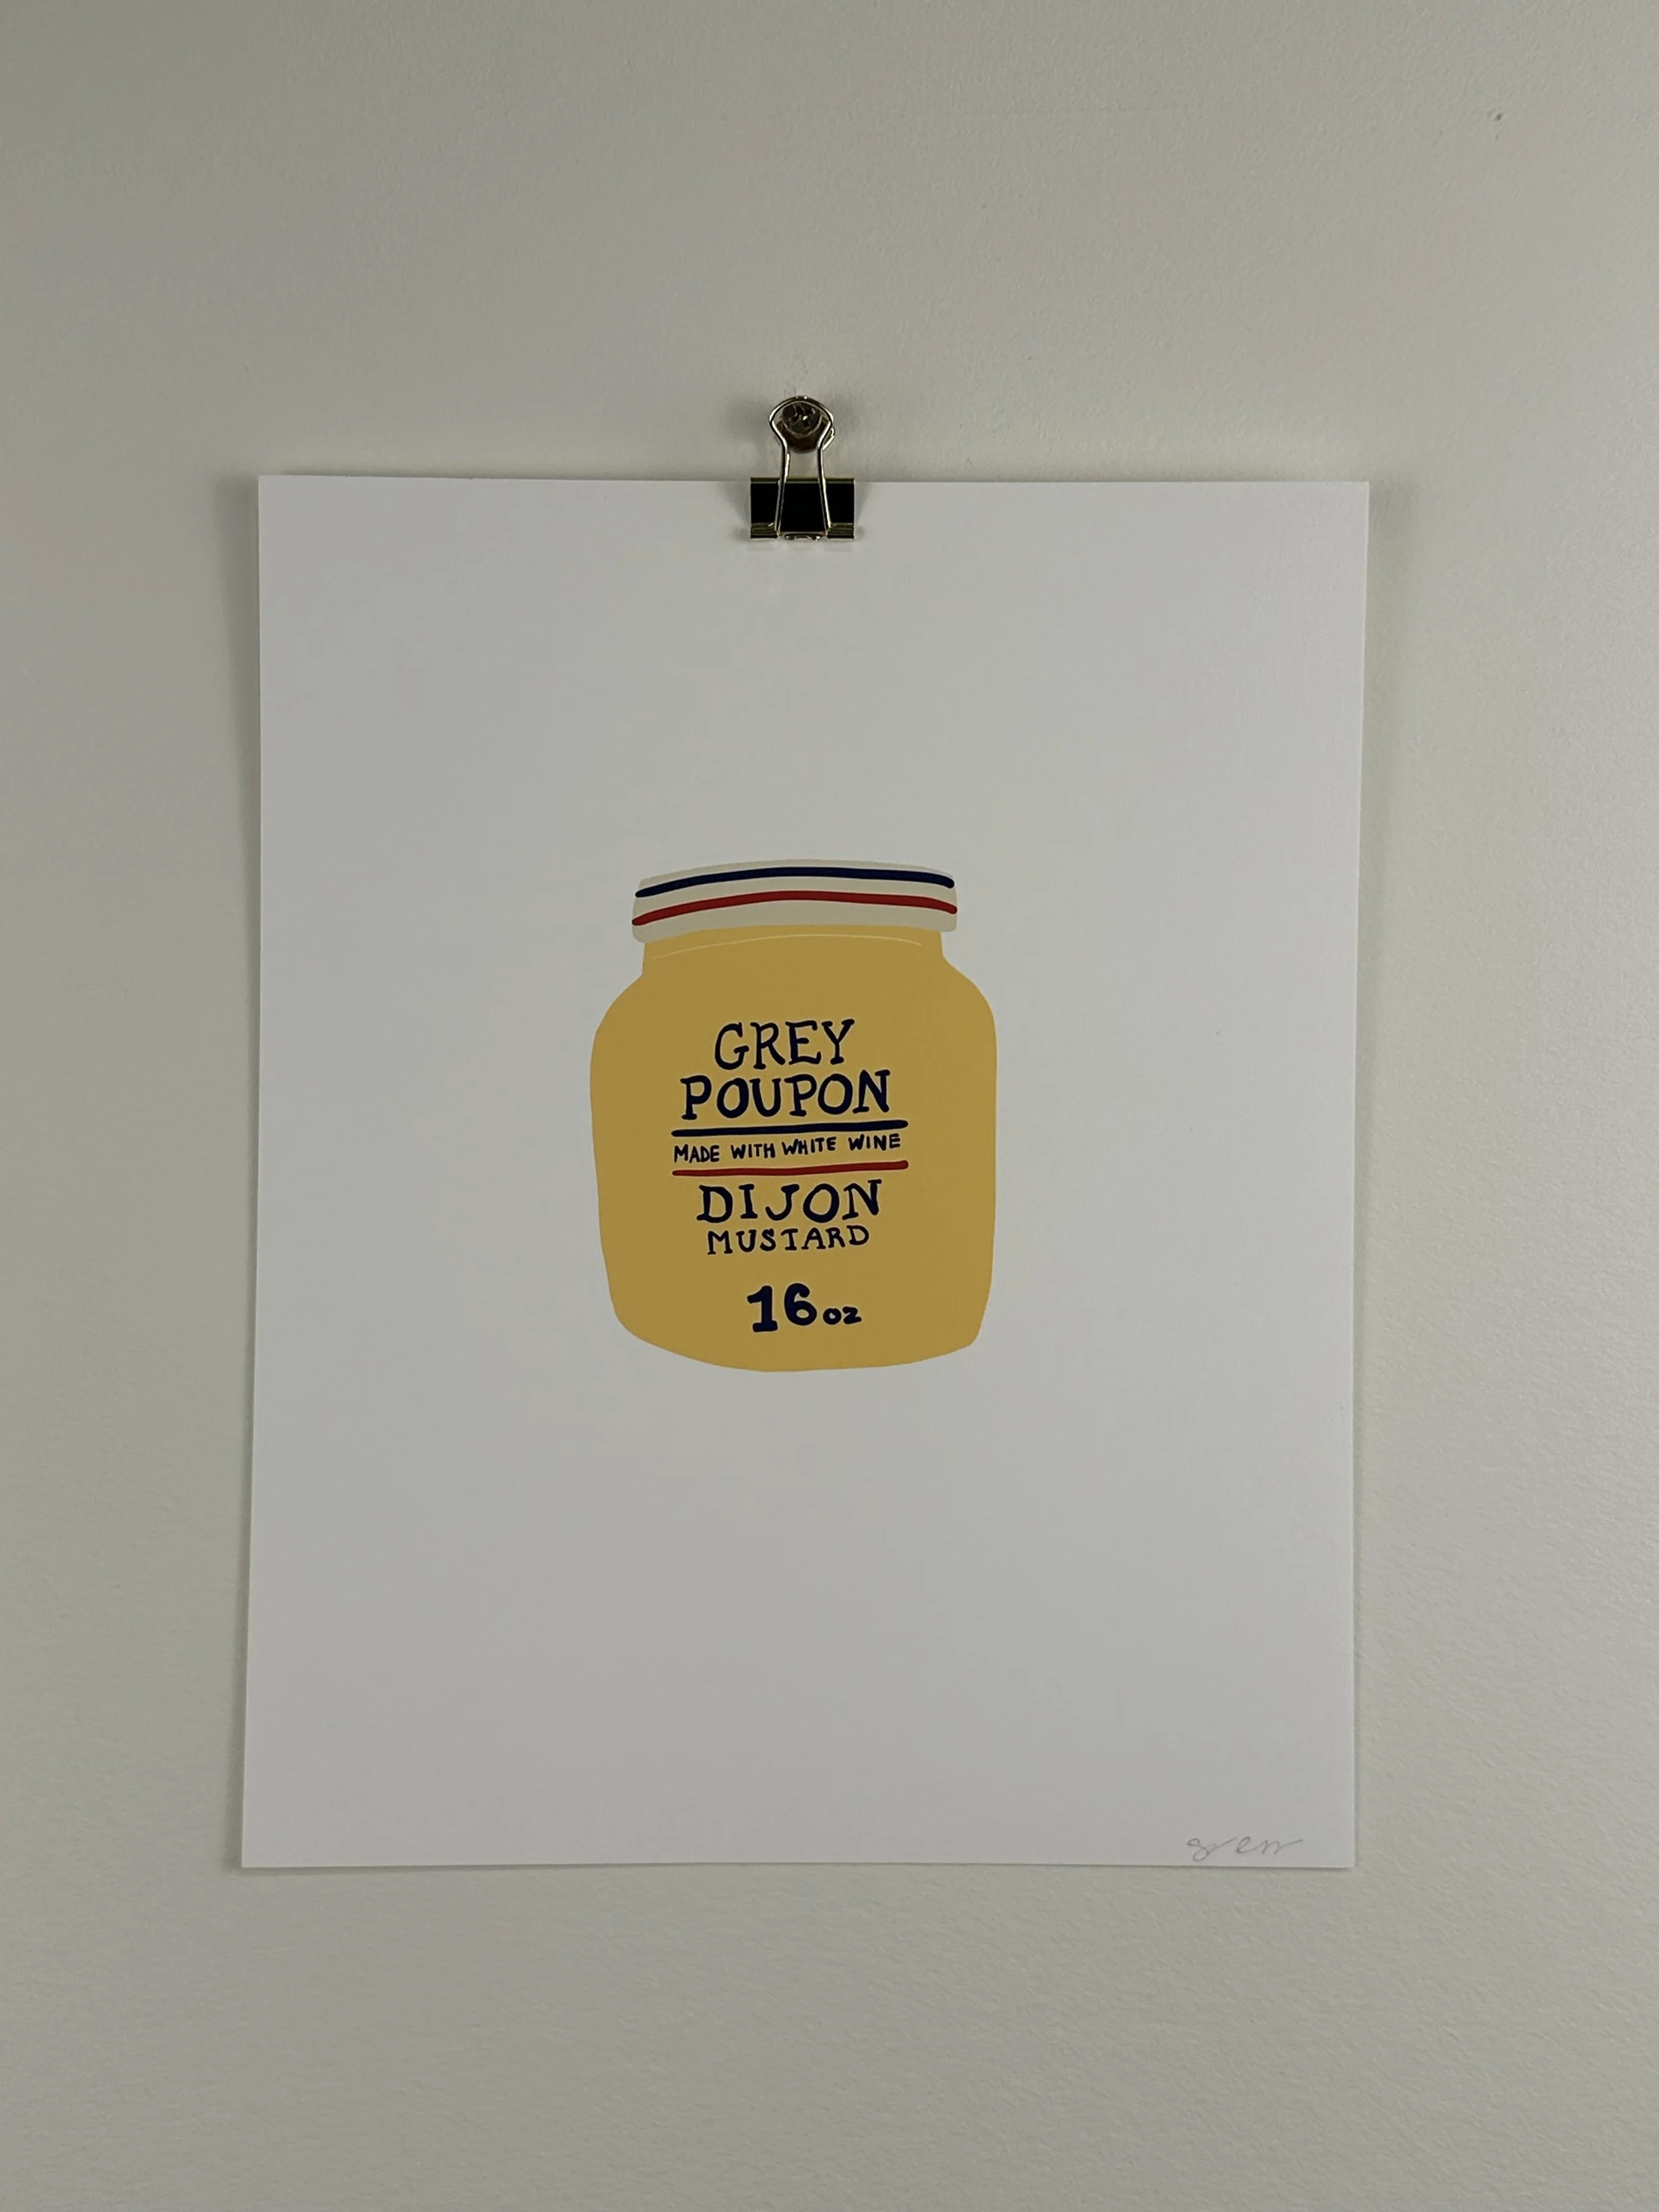 GREY
POUPON
MADE WITH WHITE WINE
DIJON
MUSTARD
16oz